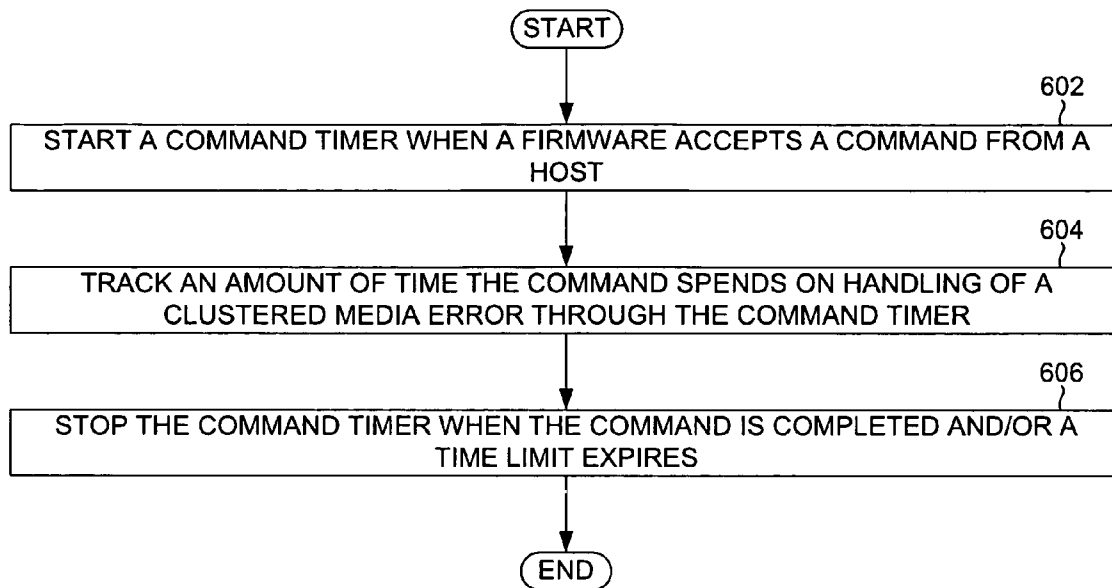 START
602
START A COMMAND TIMER WHEN A FIRMWARE ACCEPTS A COMMAND FROM A
HOST
604
TRACK AN AMOUNT OF TIME THE COMMAND SPENDS ON HANDLING OF A
CLUSTERED MEDIA ERROR THROUGH THE COMMAND TIMER
606
STOP THE COMMAND TIMER WHEN THE COMMAND IS COMPLETED AND/OR A
TIME LIMIT EXPIRES
END